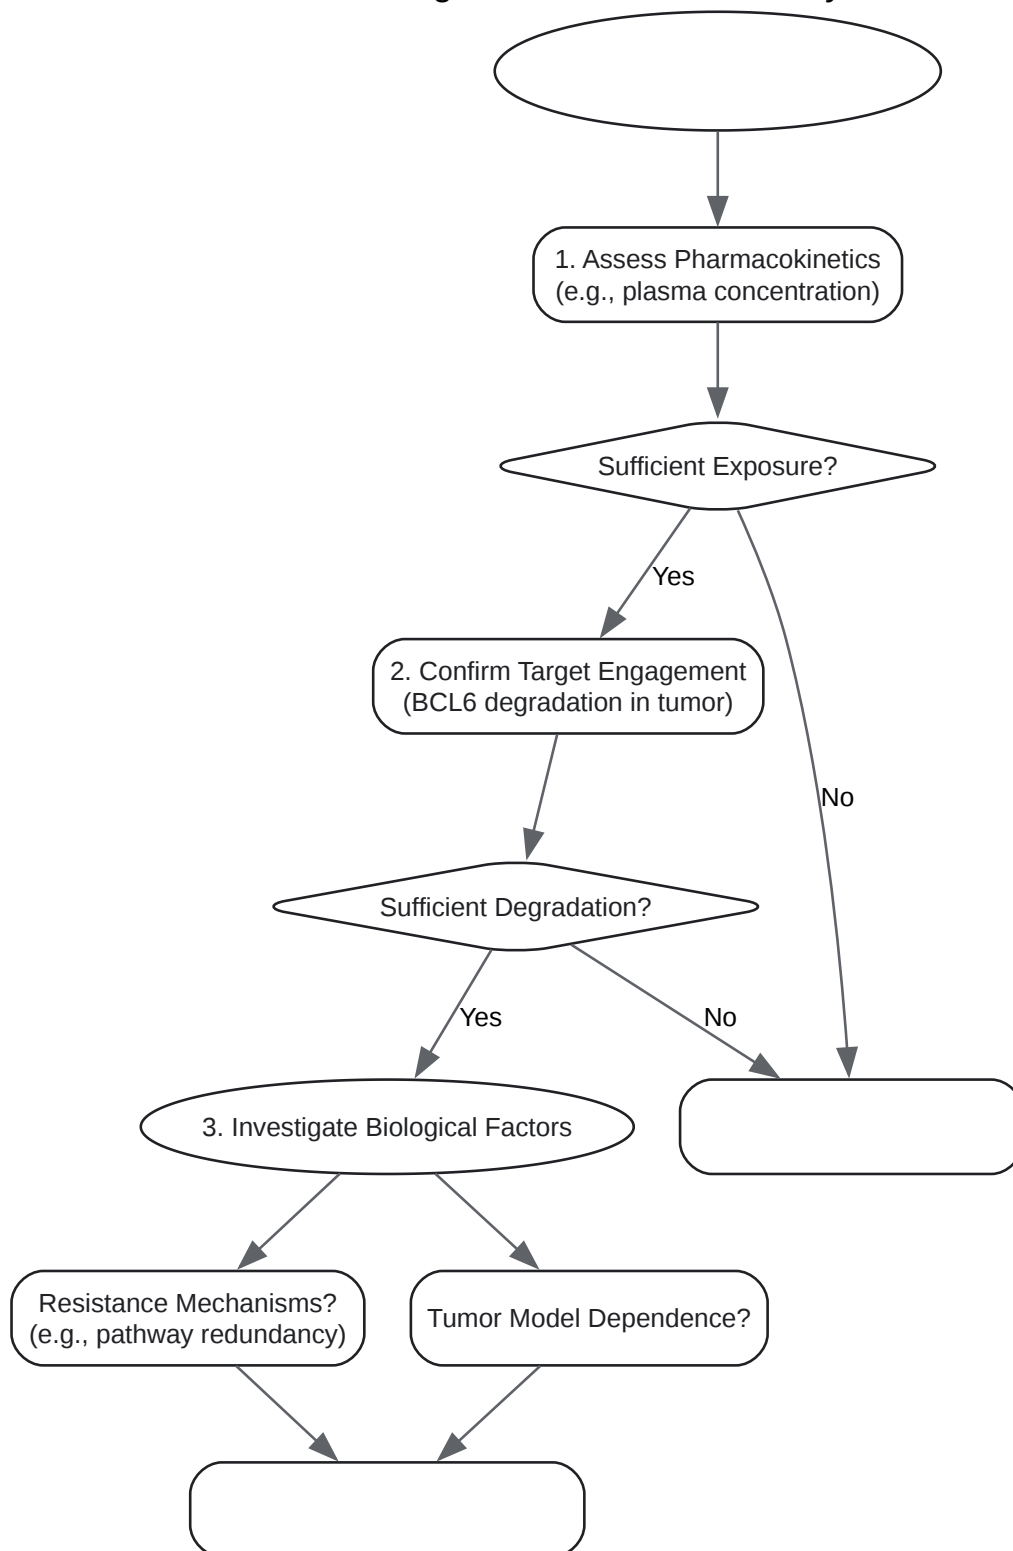 1. Assess Pharmacokinetics
(e.g., plasma concentration)
Sufficient Exposure?
Yes
2. Confirm Target Engagement
(BCL6 degradation in tumor)
No
Sufficient Degradation?
Yes
No
3. Investigate Biological Factors
Resistance Mechanisms?
(e.g., pathway redundancy)
Tumor Model Dependence?